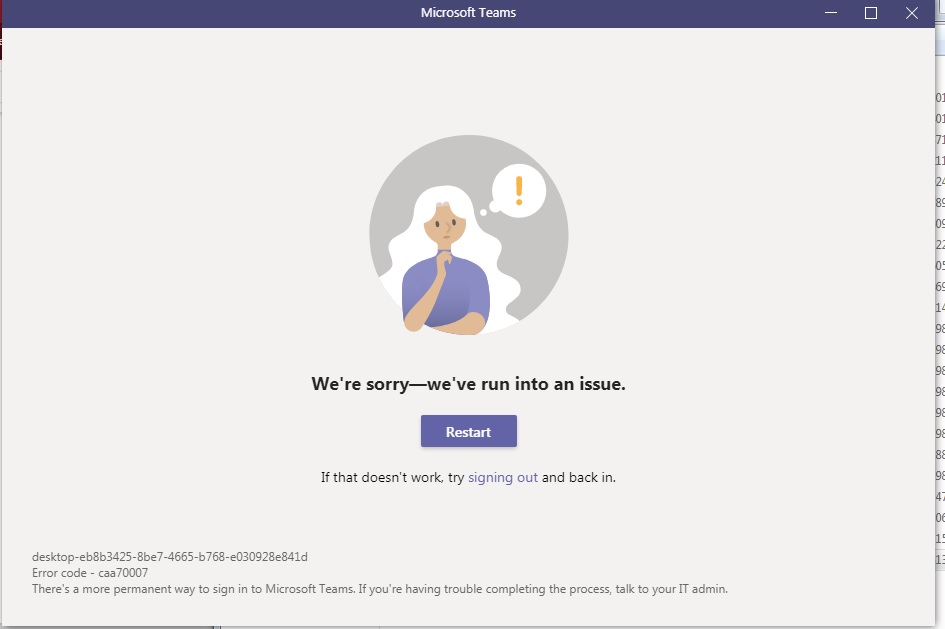 Microsoft Teams
We're sorry—we've run into an issue.
Restart
If that doesn't work, try signing out and back in.
desktop-eb8b3425-8be7-4665-b768-e030928e841d
Error code - caa70007
There's a more permanent way to sign in to Microsoft Teams. If you're having trouble completing the process, talk to your IT admin.